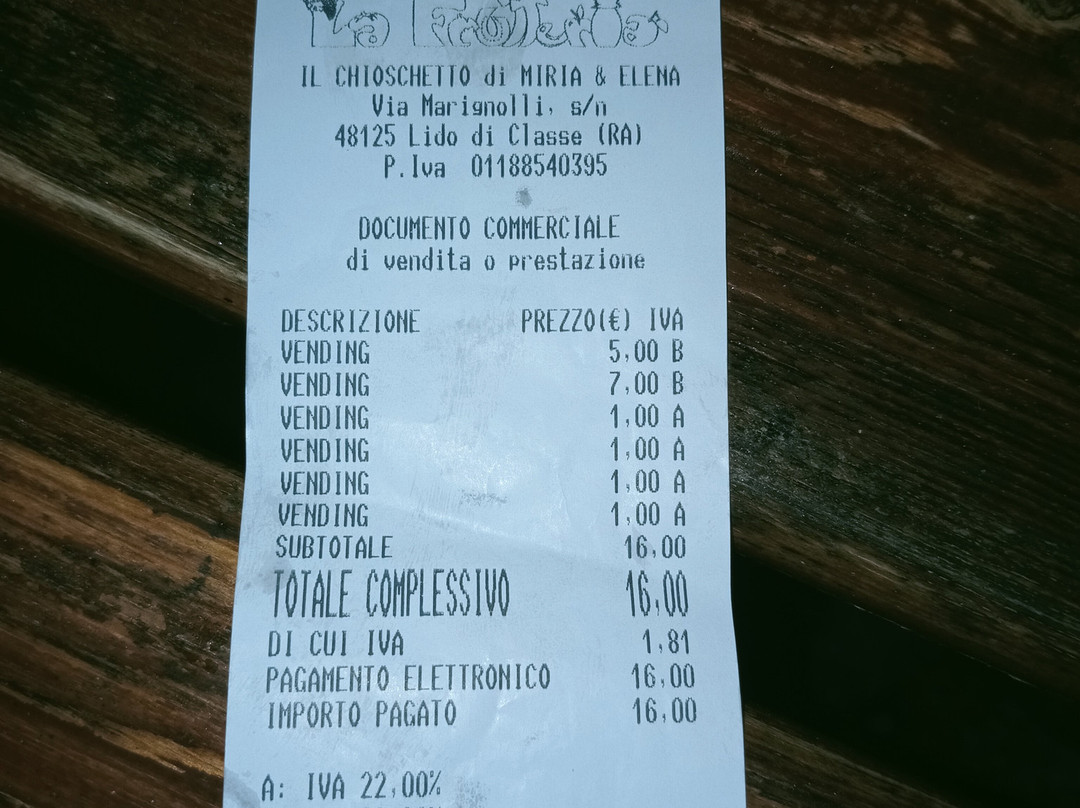 IL CHIOSCHETTO di MIRIA & ELENA
Via Marignolli, s/n
48125 Lido di Classe (RA)
P.Iva 01188540395
DOCUMENTO COMMERCIALE
di vendita o prestazione
DESCRIZIONE PREZZO(€) IVA
VENDING 5,00 B
VENDING 7,00 B
VENDING 1,00 A
VENDING 1,00 A
VENDING 1,00 A
VENDING 1,00 A
SUBTOTALE 16,00
TOTALE COMPLESSIVO 16,00
DI CUI IVA 1,81
PAGAMENTO ELETTRONICO 16,00
IMPORTO PAGATO 16,00
A: IVA 22,00%